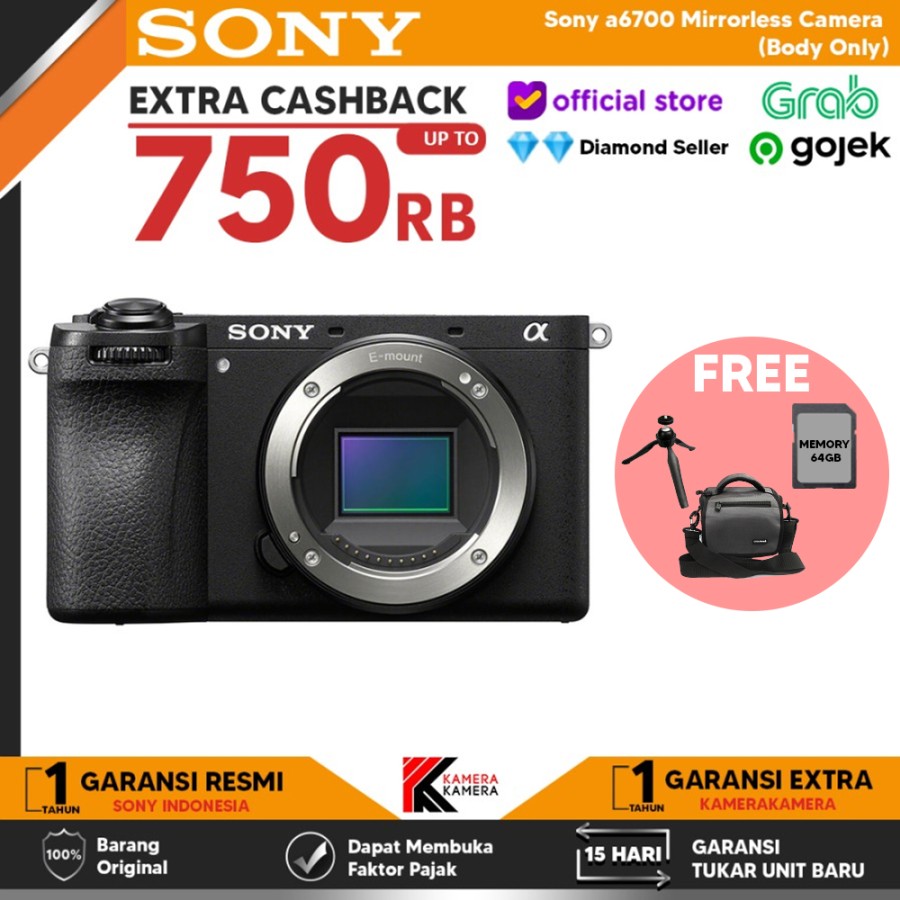 SONY
Sony a6700 Mirrorless Camera
(Body Only)
EXTRA CASHBACK
UP TO
750RB
official store
Grab
Diamond Seller
gojek
SONY
α
E-mount
FREE
MEMORY
64GB
1 TAHUN
GARANSI RESMI
SONY INDONESIA
KAMERA
KAMERA
1 TAHUN
GARANSI EXTRA
KAMERAKAMERA
100%
Barang
Original
Dapat Membuka
Faktor Pajak
15 HARI
GARANSI
TUKAR UNIT BARU